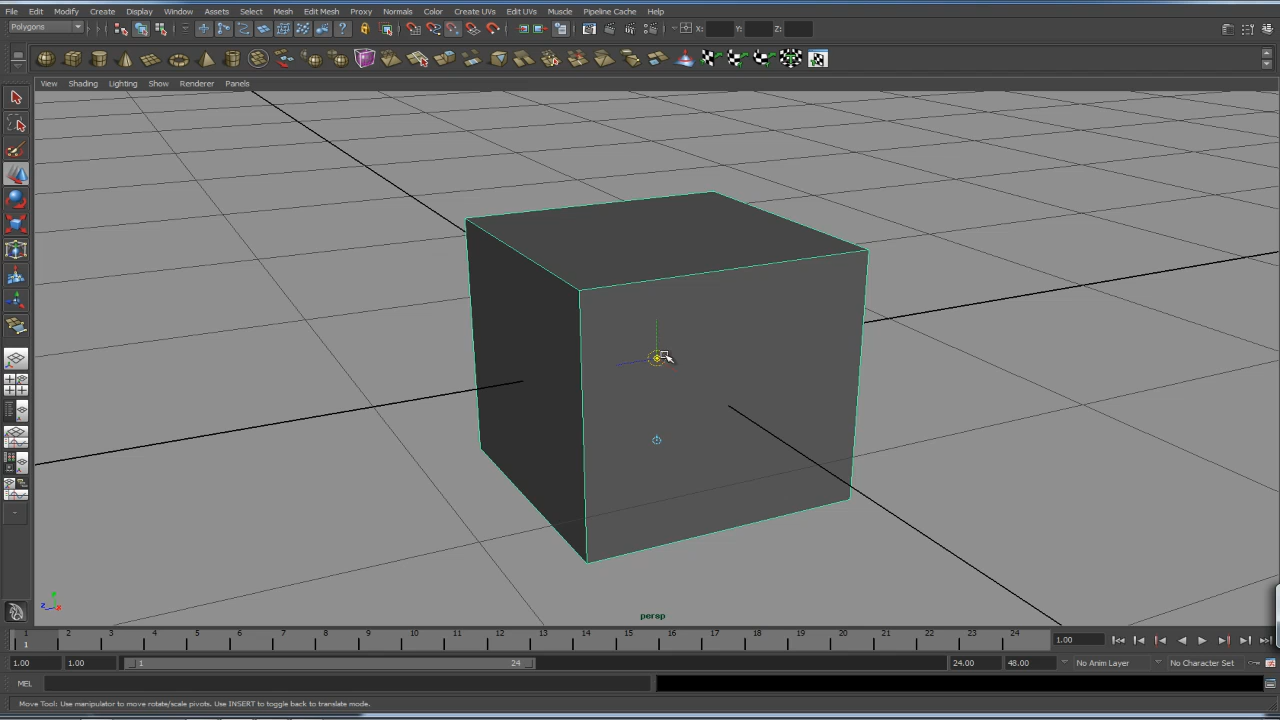 File Edit Modify Create Display Window Assets Select Mesh Edit Mesh Proxy Normals Color Create UVs Edit UVs Muscle Pipeline Cache Help
Polygons X: Y: Z:
View Shading Lighting Show Renderer Panels
persp
1 2 3 4 5 6 7 8 9 10 11 12 13 14 15 16 17 18 19 20 21 22 23 24
1 1.00
1.00 1.00 1 24 24.00 48.00 No Anim Layer No Character Set
MEL
Move Tool: Use manipulator to move rotate/scale pivots. Use INSERT to toggle back to translate mode.